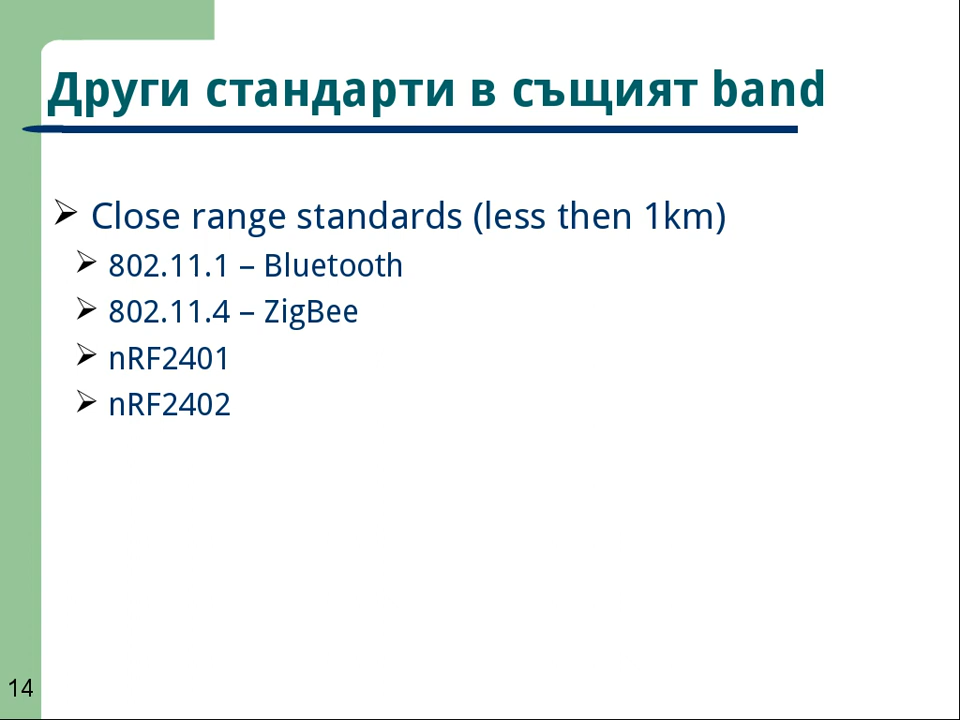 Други стандарти в същият band
Close range standards (less then 1km)
802.11.1 – Bluetooth
802.11.4 – ZigBee
nRF2401
nRF2402
14